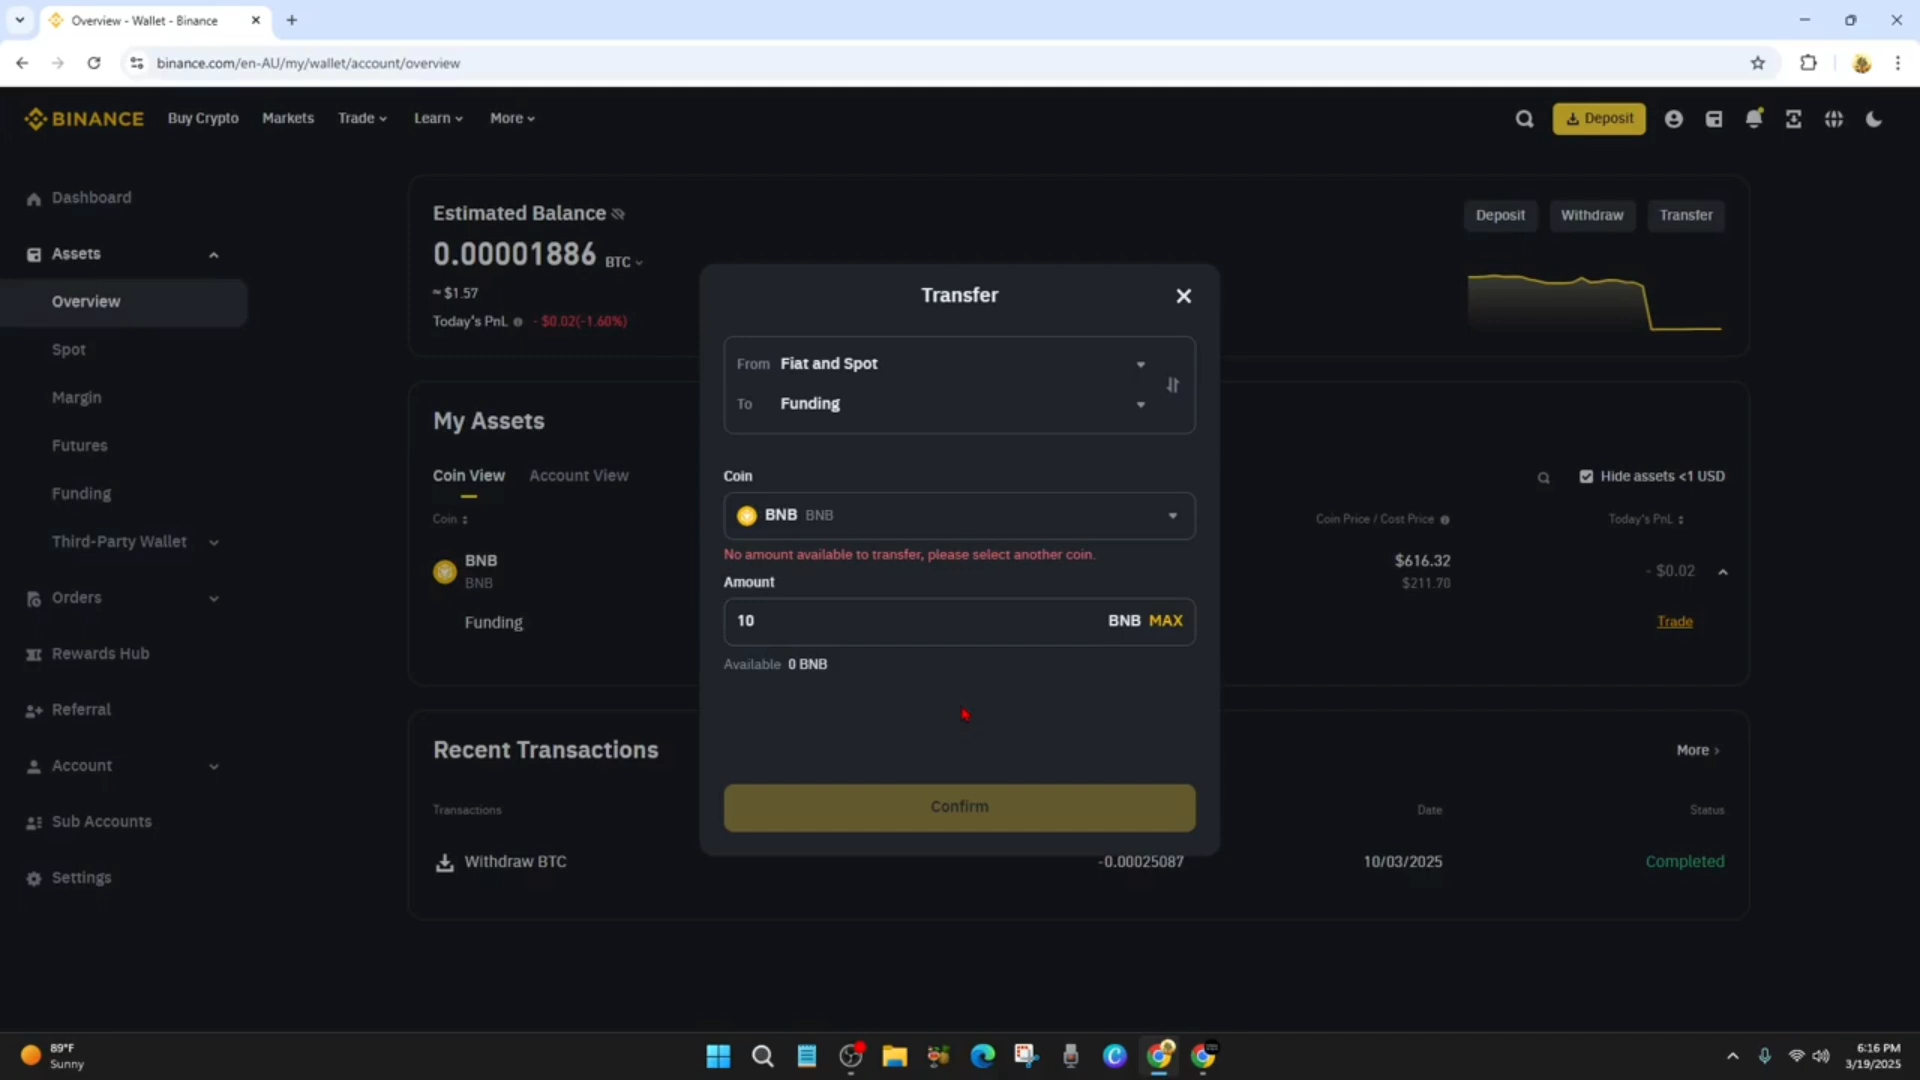 Overview - Wallet - Binance
binance.com/en-AU/my/wallet/account/overview
BINANCE Buy Crypto Markets Trade Learn More Deposit
Dashboard
Assets
Overview
Spot
Margin
Futures
Funding
Third-Party Wallet
Orders
Rewards Hub
Referral
Account
Sub Accounts
Settings
Estimated Balance
0.00001886 BTC
≈ $1.57
Today's PnL - $0.02(-1.60%)
Deposit Withdraw Transfer
My Assets
Coin View Account View
Hide assets <1 USD
Coin
Coin Price / Cost Price
Today's PnL
BNB
BNB
$616.32
$211.70
- $0.02
Funding
Trade
Transfer
From Fiat and Spot
To Funding
Coin
BNB BNB
No amount available to transfer, please select another coin.
Amount
10 BNB MAX
Available 0 BNB
Confirm
Recent Transactions
More
Transactions
Date
Status
Withdraw BTC
-0.00025087
10/03/2025
Completed
89°F
Sunny
6:16 PM
3/19/2025